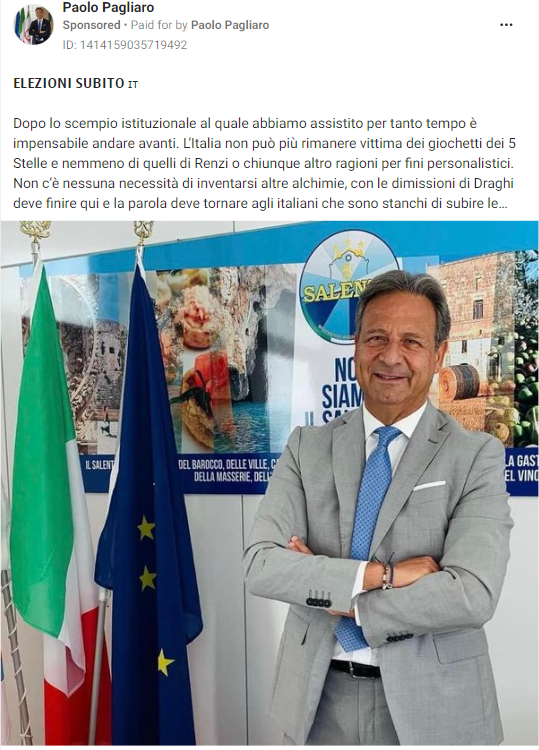 Paolo Pagliaro
Sponsored • Paid for by Paolo Pagliaro
ID: 1414159035719492
ELEZIONI SUBITO IT
Dopo lo scempio istituzionale al quale abbiamo assistito per tanto tempo è
impensabile andare avanti. L'Italia non può più rimanere vittima dei giochetti dei 5
Stelle e nemmeno di quelli di Renzi o chiunque altro ragioni per fini personalistici.
Non c'è nessuna necessità di inventarsi altre alchimie, con le dimissioni di Draghi
deve finire qui e la parola deve tornare agli italiani che sono stanchi di subire le...
SALEN
NO
SIAM
IL
IL SALENT
DEL BAROCCO, DELLE VILLE, C
DELLA MASSERIE, DELL'
LA GAST
EL VINO